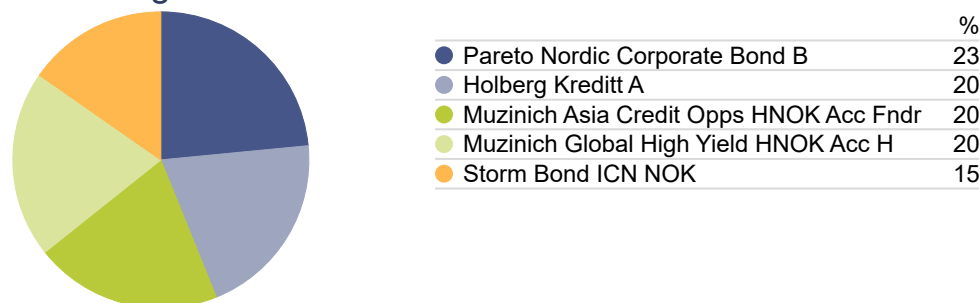 %
Pareto Nordic Corporate Bond B 23
Holberg Kreditt A 20
Muzinich Asia Credit Opps HNOK Acc Fndr 20
Muzinich Global High Yield HNOK Acc H 20
Storm Bond ICN NOK 15